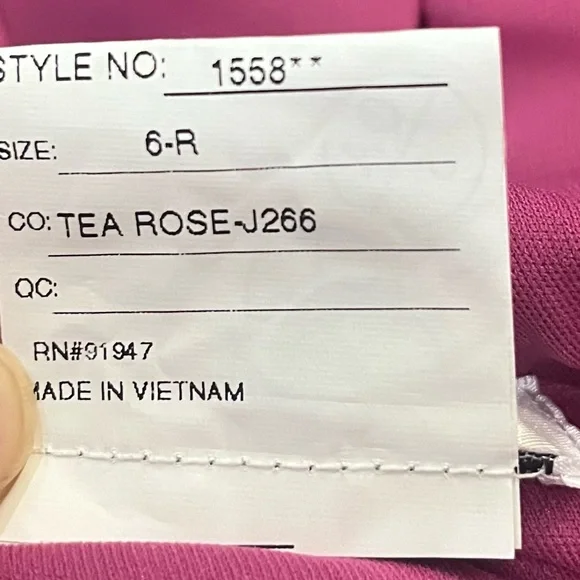 STYLE NO: 1558**
SIZE: 6-R
CO: TEA ROSE-J266
QC:
RN#91947
MADE IN VIETNAM